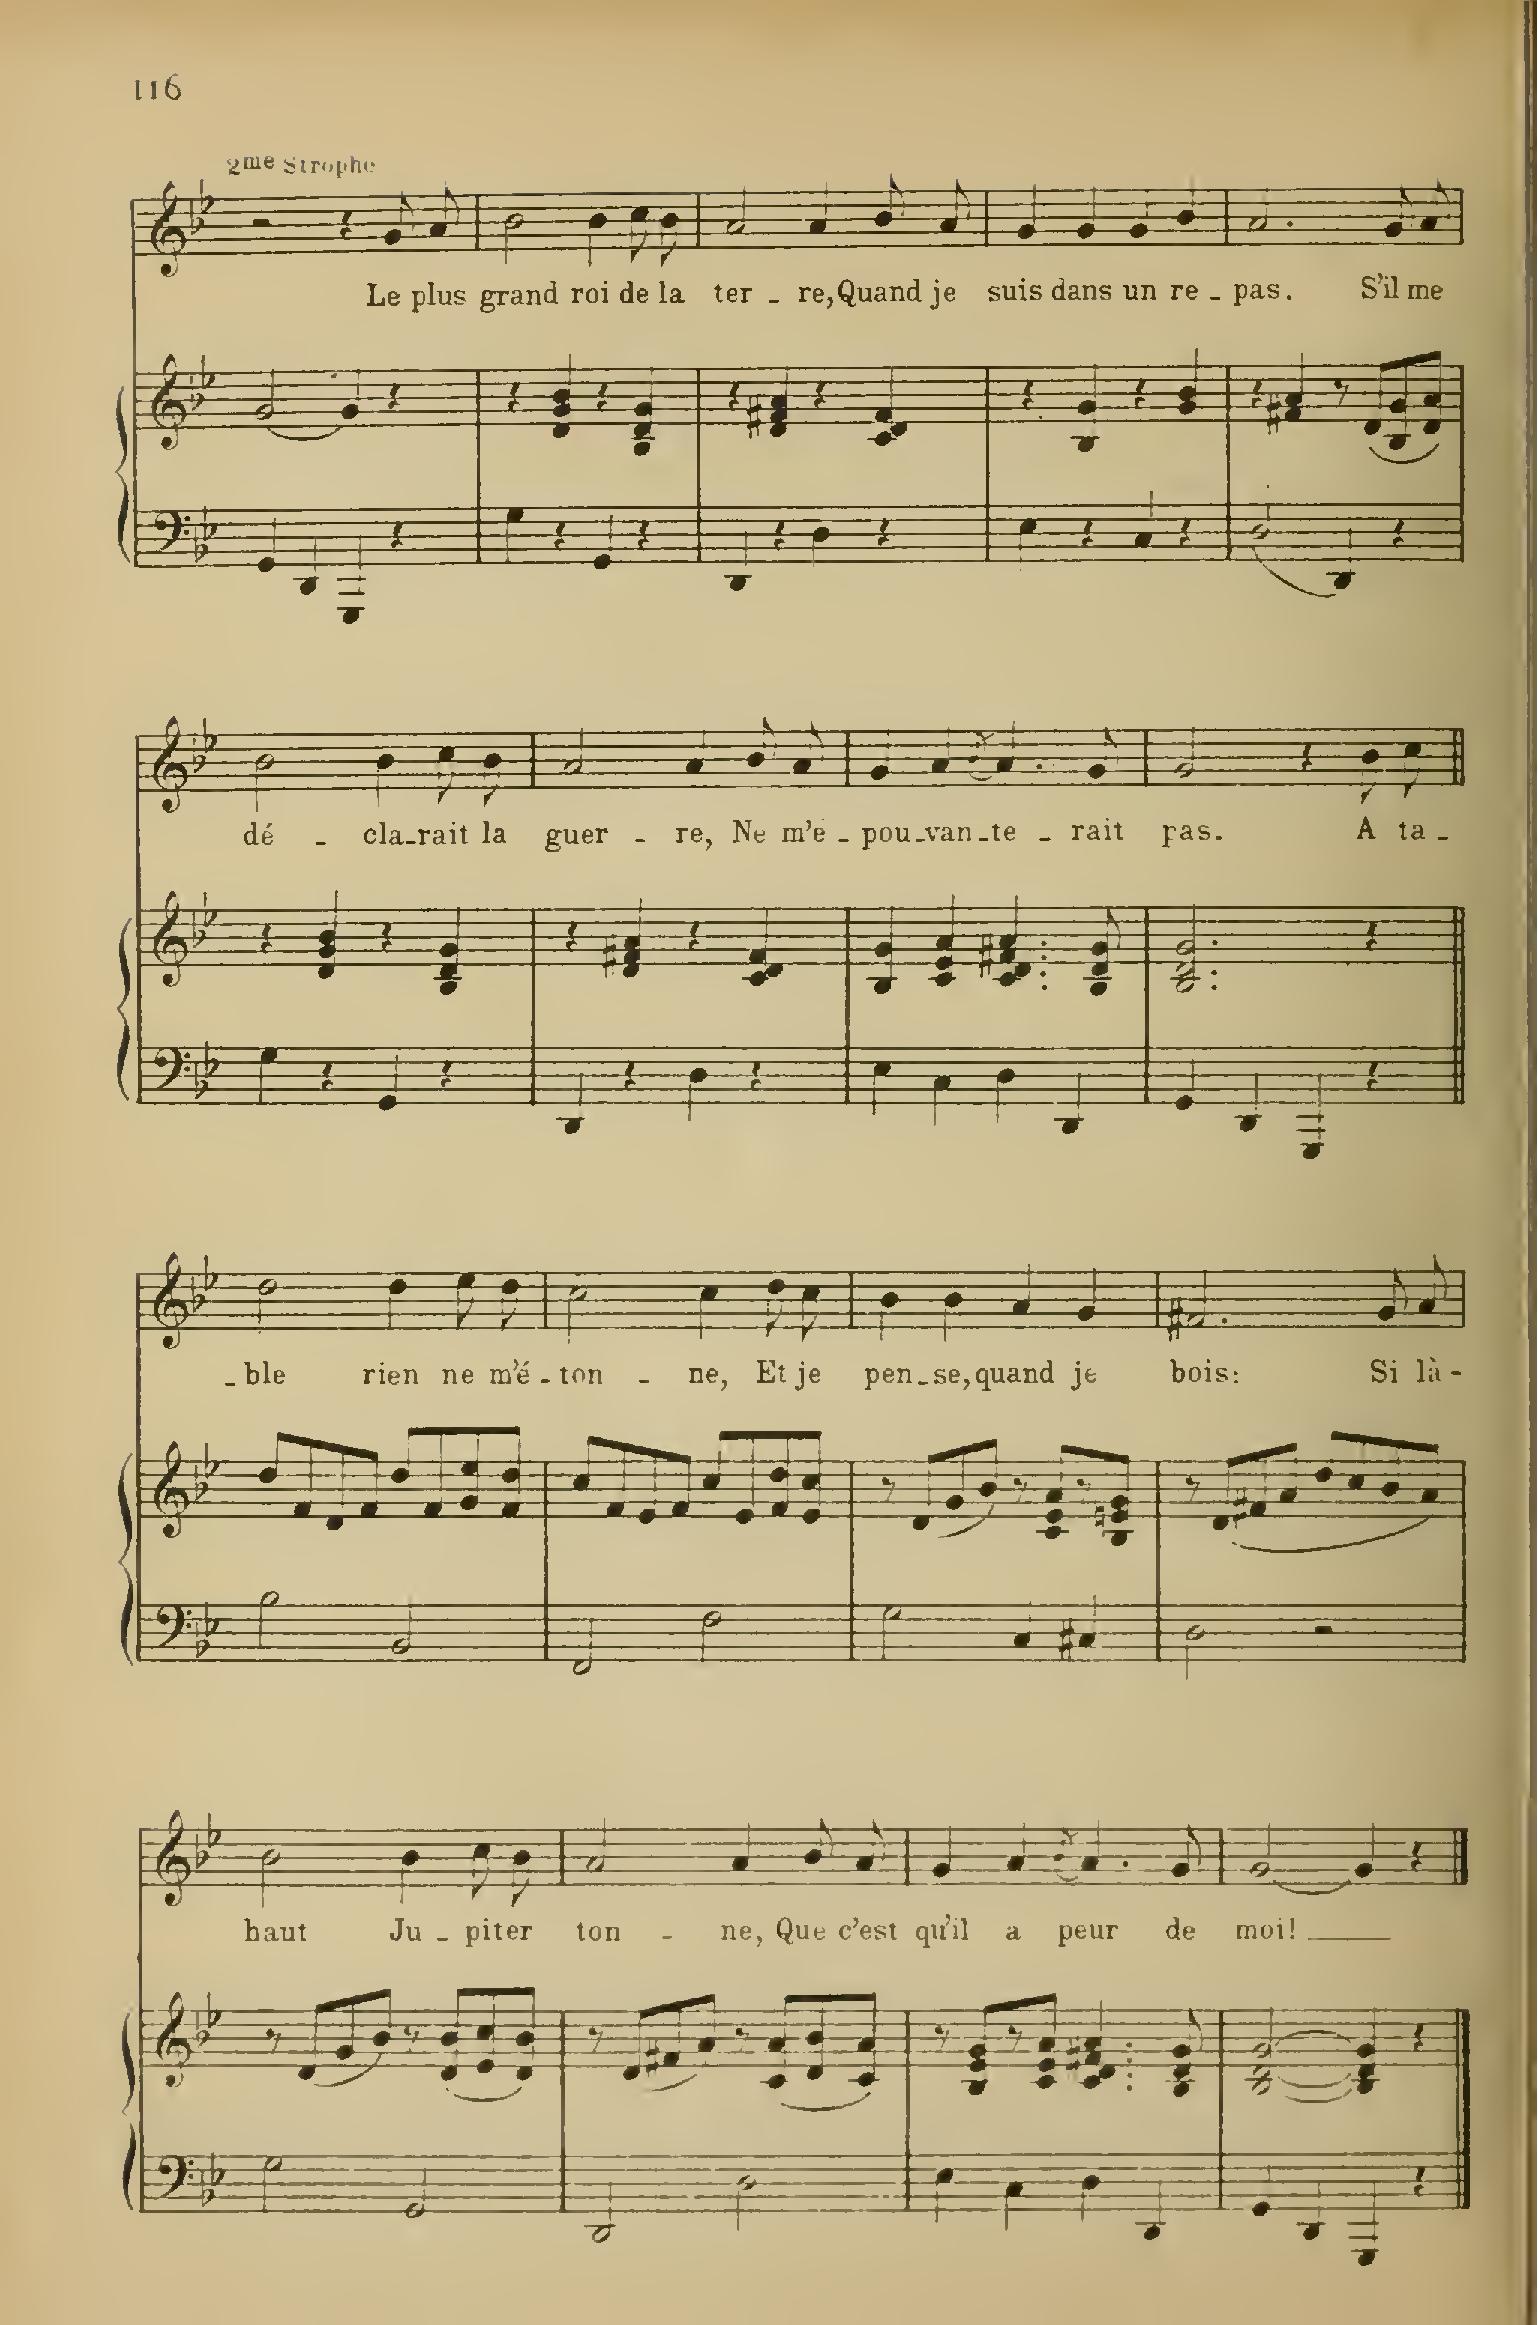 116
2me Strophe
Le plus grand roi de la ter _ re, Quand je suis dans un re _ pas. S'il me
dé _ cla_rait la guer _ re, Ne m'é _ pou_van_te _ rait pas. A ta _
_ ble rien ne m'é _ ton _ ne, Et je pen_se, quand je bois: Si là -
haut Ju _ piter ton _ ne, Que c'est qu'il a peur de moi! ____